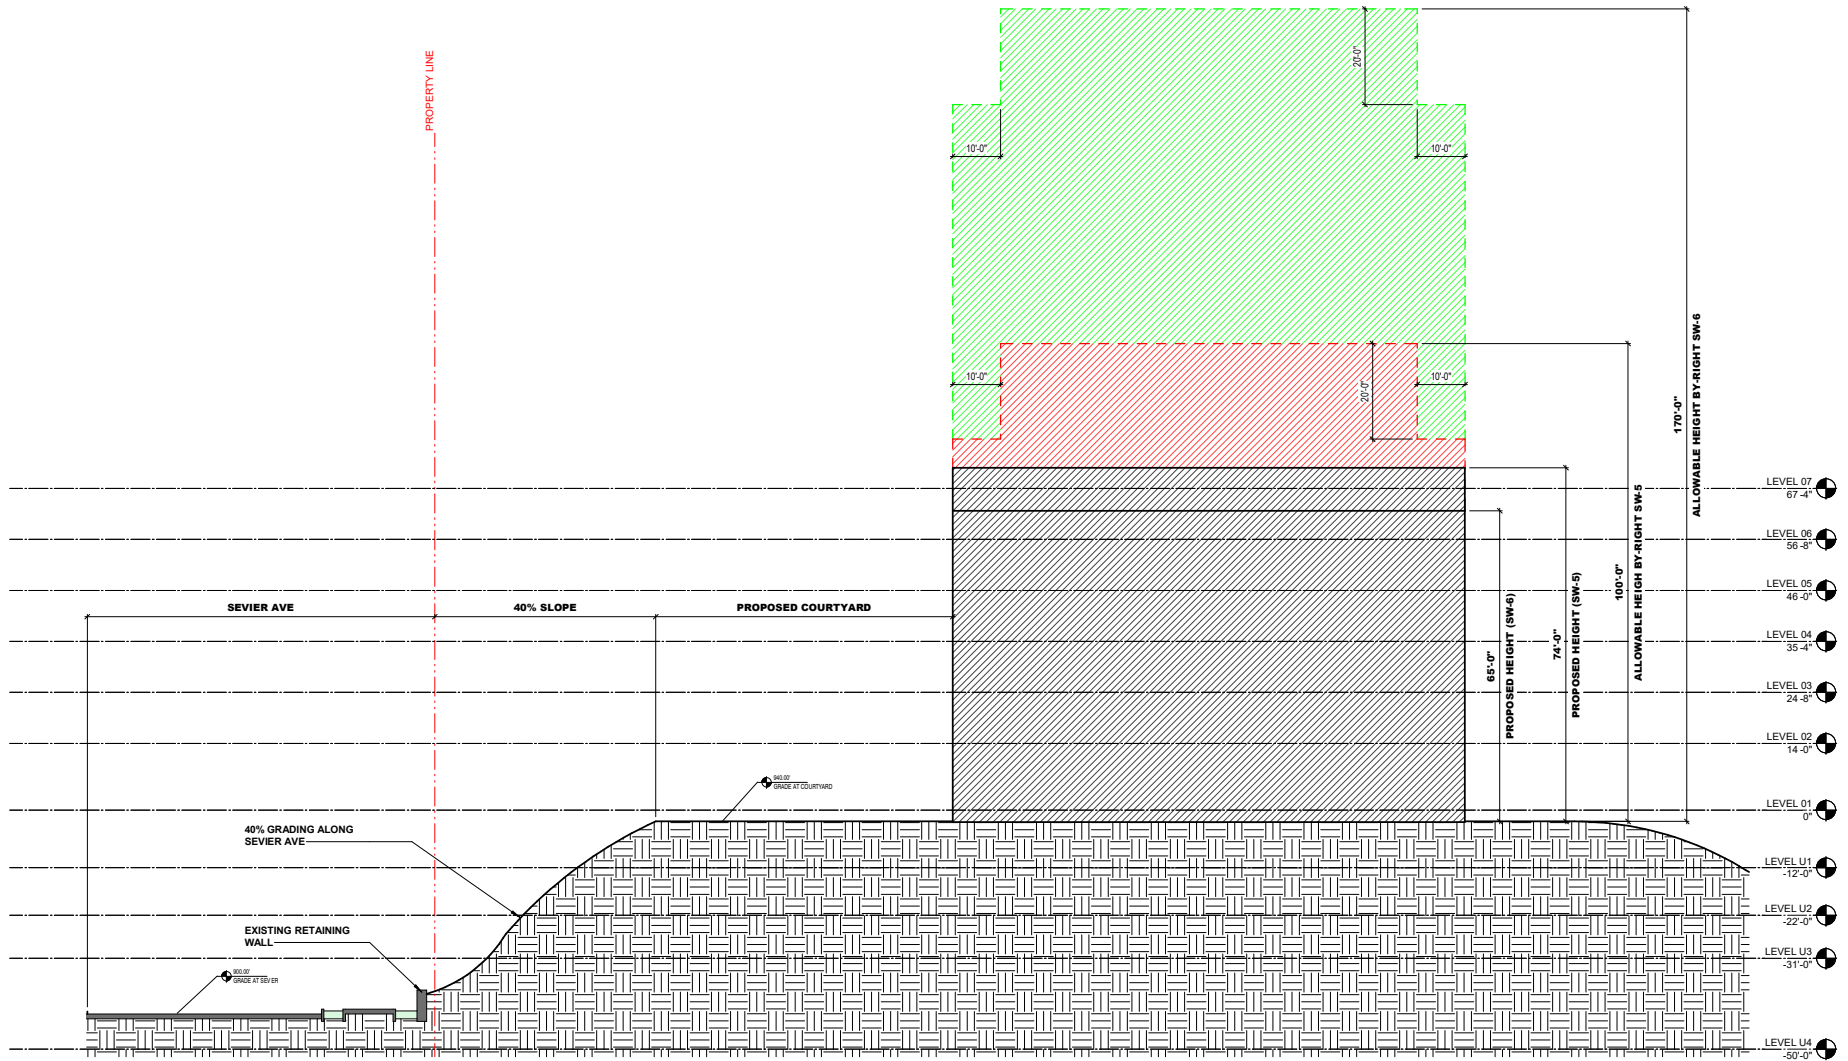 PROPERTY LINE
20'-0"
10'-0"
10'-0"
10'-0"
10'-0"
20'-0"
170'-0"
ALLOWABLE HEIGHT BY-RIGHT SW-6
100'-0"
ALLOWABLE HEIGH BY-RIGHT SW-5
74'-0"
PROPOSED HEIGHT (SW-5)
65'-0"
PROPOSED HEIGHT (SW-6)
LEVEL 07
67'-4"
LEVEL 06
56'-8"
LEVEL 05
46'-0"
LEVEL 04
35'-4"
LEVEL 03
24'-8"
LEVEL 02
14'-0"
LEVEL 01
0"
LEVEL U1
-12'-0"
LEVEL U2
-22'-0"
LEVEL U3
-31'-0"
LEVEL U4
-50'-0"
SEVIER AVE
40% SLOPE
PROPOSED COURTYARD
940.00'
GRADE AT COURTYARD
40% GRADING ALONG
SEVIER AVE
EXISTING RETAINING
WALL
900.00'
GRADE AT SEVIER